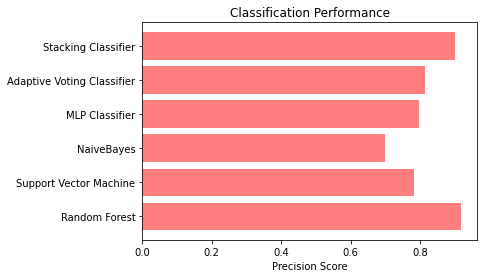 Classification Performance
Stacking Classifier
Adaptive Voting Classifier
MLP Classifier
NaiveBayes
Support Vector Machine
Random Forest
0.0 0.2 0.4 0.6 0.8
Precision Score